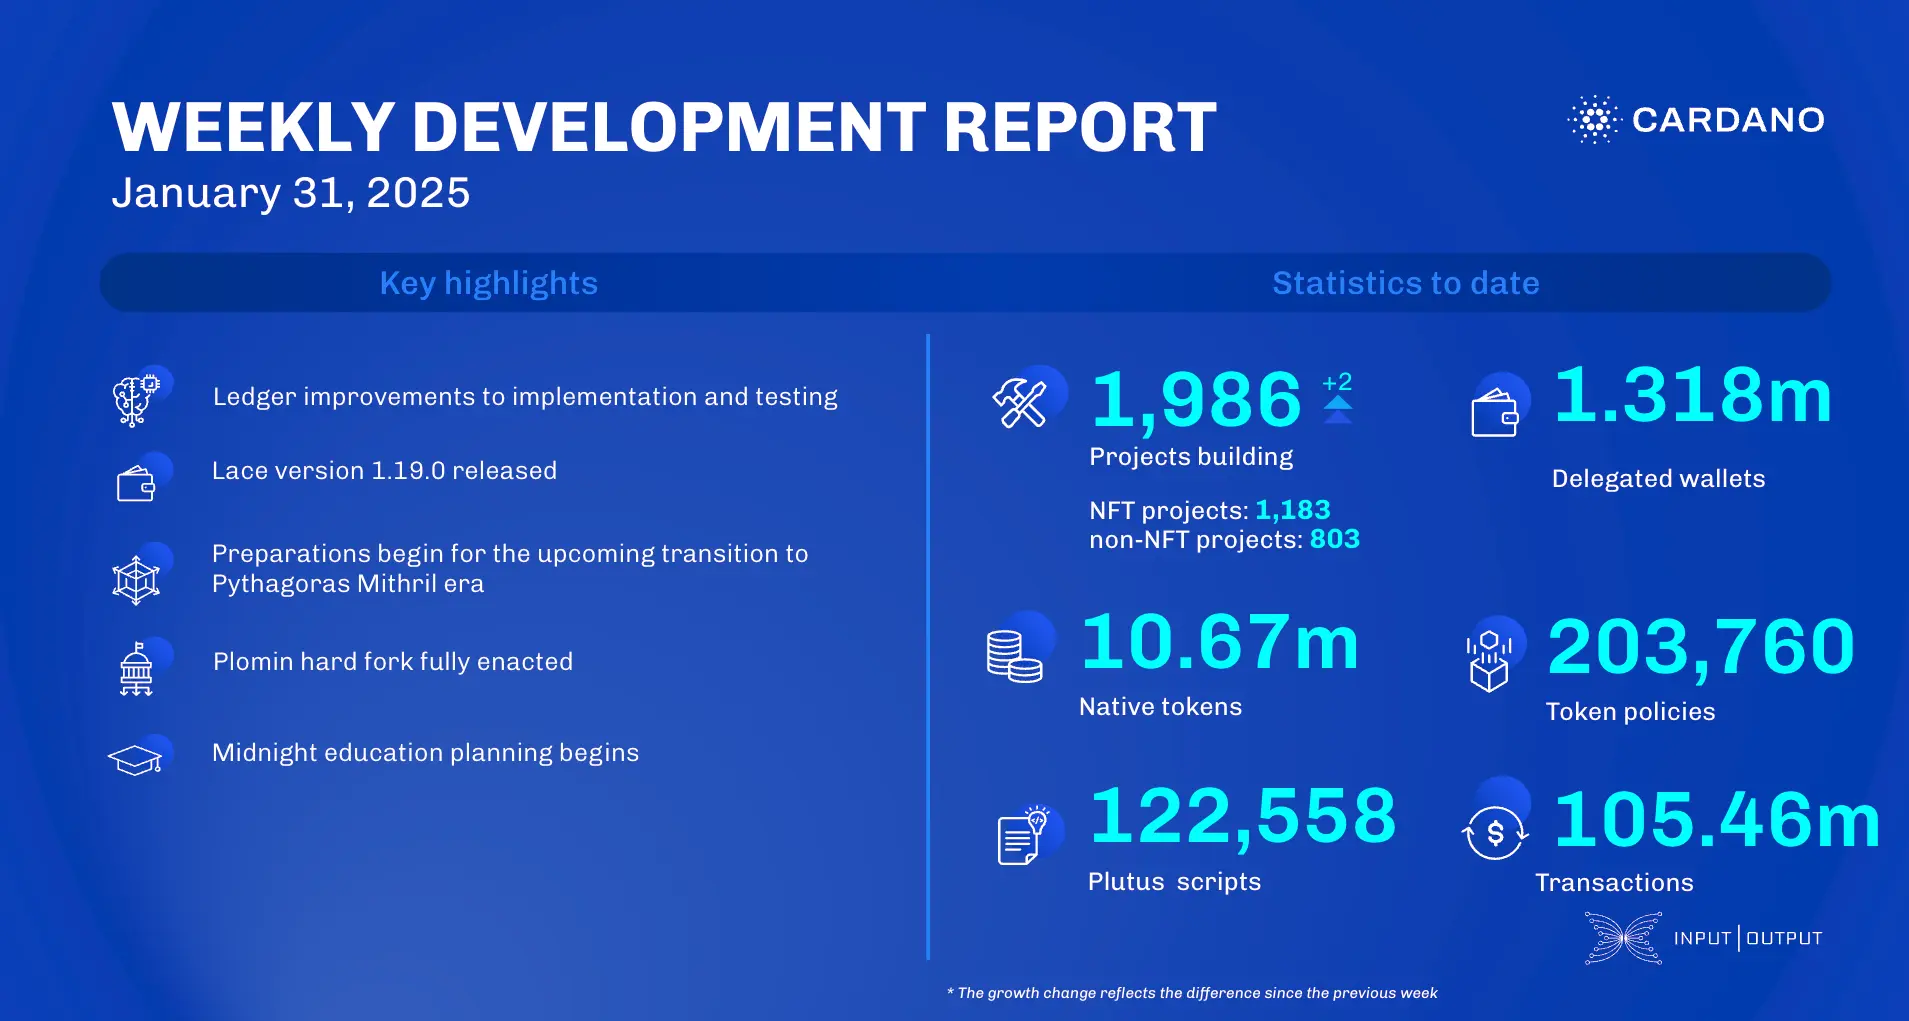 WEEKLY DEVELOPMENT REPORT
January 31, 2025
CARDANO
Key highlights
Statistics to date
Ledger improvements to implementation and testing
Lace version 1.19.0 released
Preparations begin for the upcoming transition to
Pythagoras Mithril era
Plomin hard fork fully enacted
Midnight education planning begins
1,986 +2
Projects building
NFT projects: 1,183
non-NFT projects: 803
1.318m
Delegated wallets
10.67m
Native tokens
203,760
Token policies
122,558
Plutus scripts
$
105.46m
Transactions
INPUT | OUTPUT
* The growth change reflects the difference since the previous week